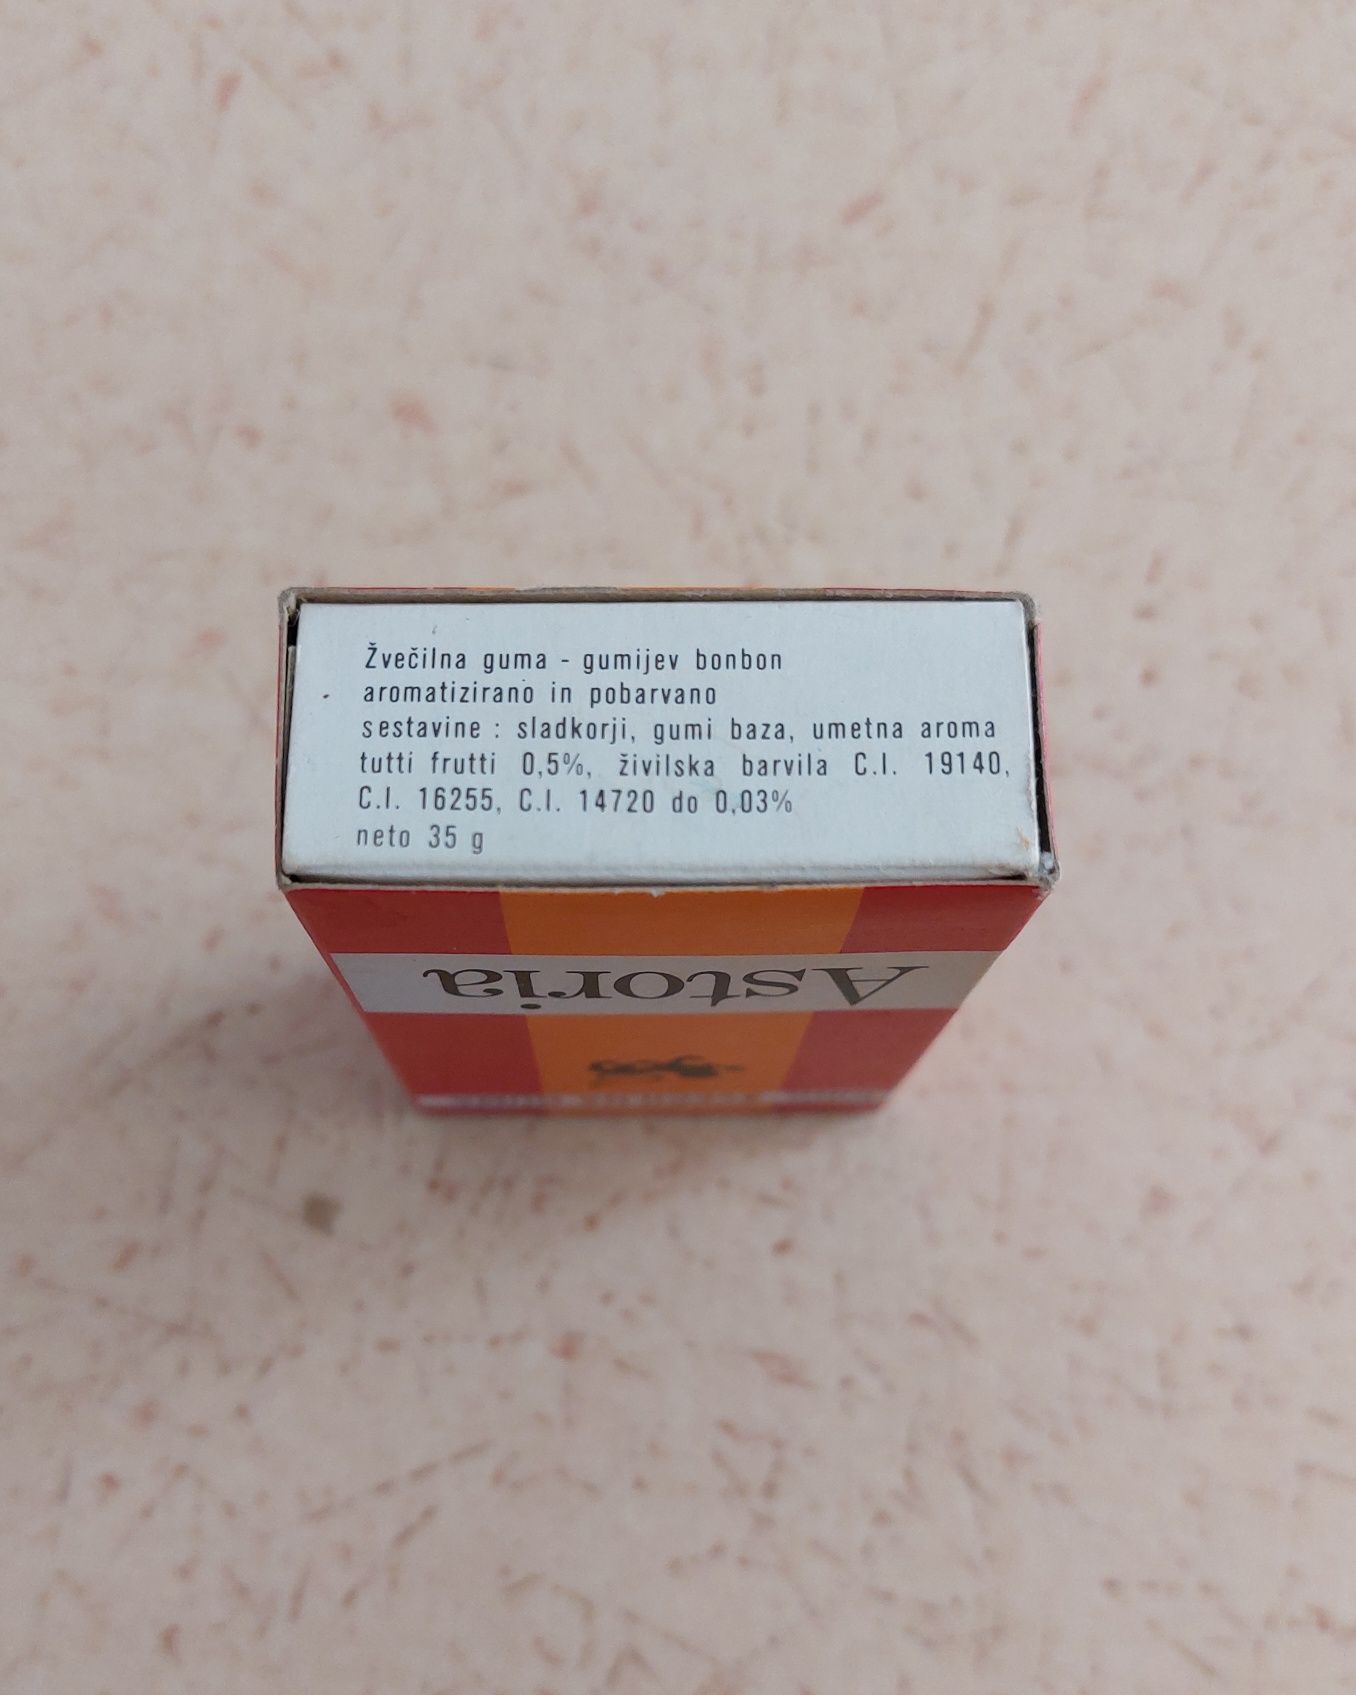 Žvečilna guma - gumijev bonbon
aromatizirano in pobarvano
sestavine : sladkorji, gumi baza, umetna aroma
tutti frutti 0,5%, živilska barvila C.I. 19140,
C.I. 16255, C.I. 14720 do 0,03%
neto 35 g
Astoria